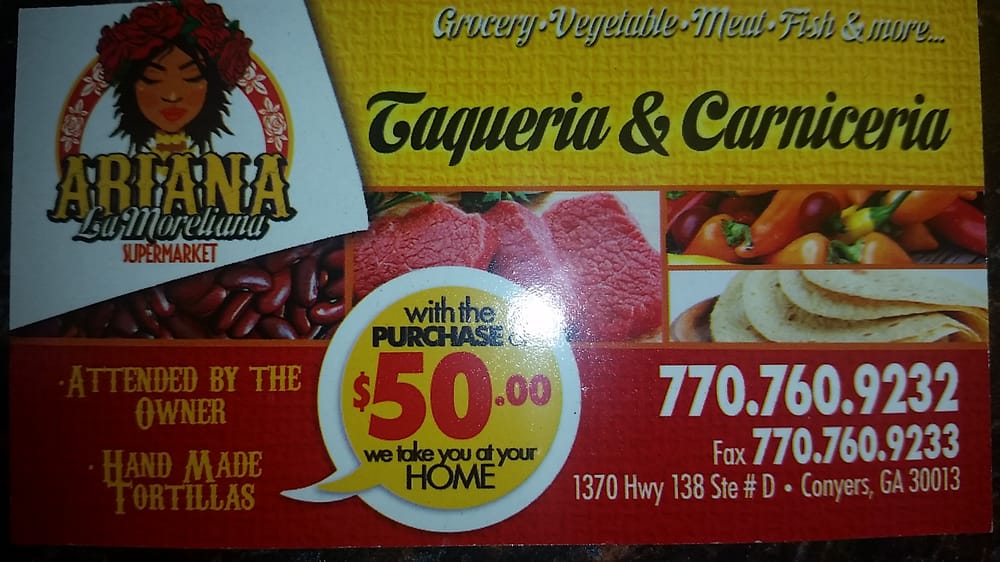 Grocery • Vegetable • Meat • Fish & more...
Taqueria & Carniceria
ARIANA
La Moreliana
SUPERMARKET
with the
PURCHASE
$50.00
we take you at your
HOME
• ATTENDED BY THE
OWNER
• HAND MADE
TORTILLAS
770.760.9232
Fax 770.760.9233
1370 Hwy 138 Ste # D • Conyers, GA 30013